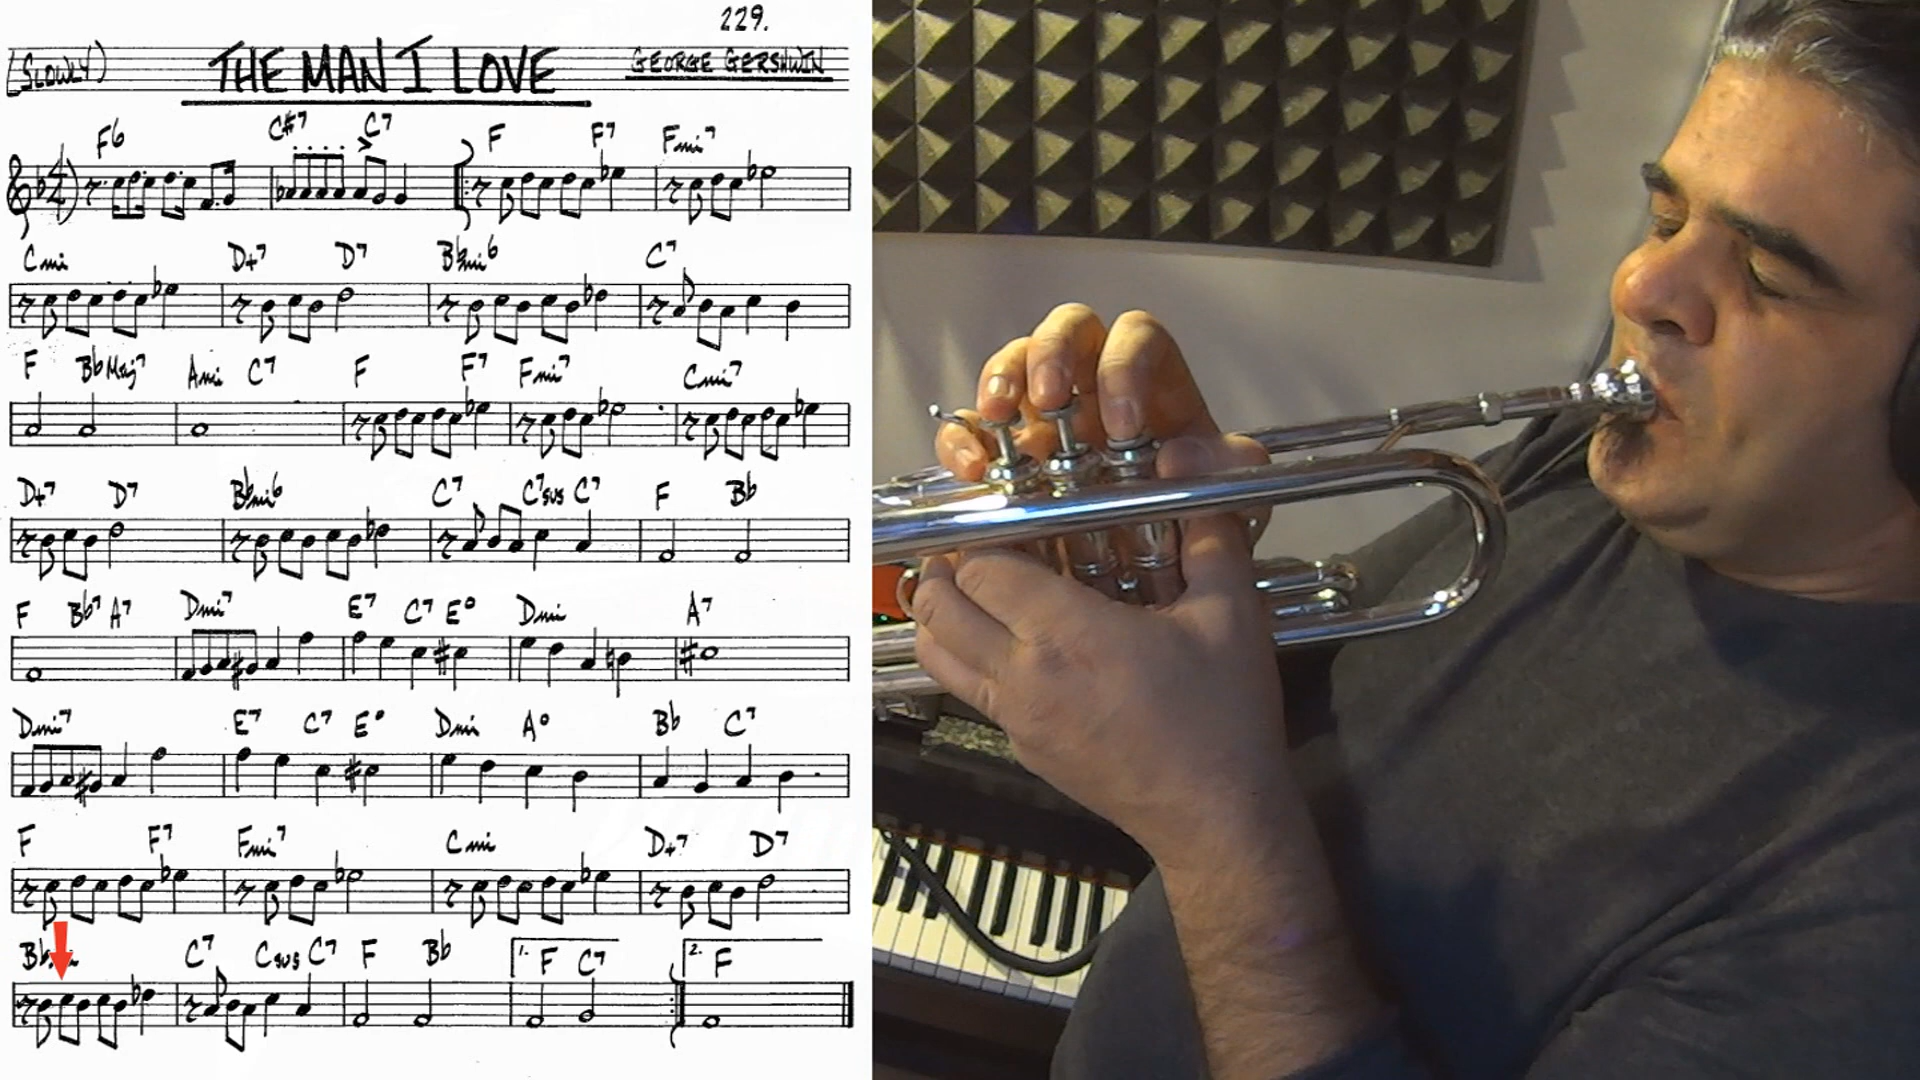 229.
(SLOWLY) THE MAN I LOVE GEORGE GERSHWIN
F6 C#7 C7 F F7 Fmi7
Cmi D+7 D7 Bbmi6 C7
F BbMaj7 Ami C7 F F7 Fmi7 Cmi7
D+7 D7 Bbmi6 C7 C7sus C7 F Bb
F Bb7 A7 Dmi7 E7 C7 E° Dmi A7
Dmi7 E7 C7 E° Dmi A° Bb C7
F F7 Fmi7 Cmi D+7 D7
C7 Csus C7 F Bb 1. F C7 2. F